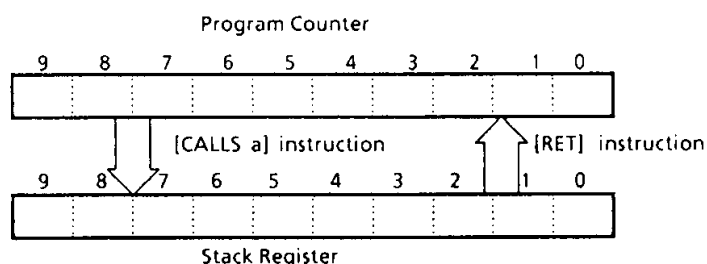 Program Counter
9 8 7 6 5 4 3 2 1 0
[CALLS a] instruction [RET] instruction
9 8 7 6 5 4 3 2 1 0
Stack Register